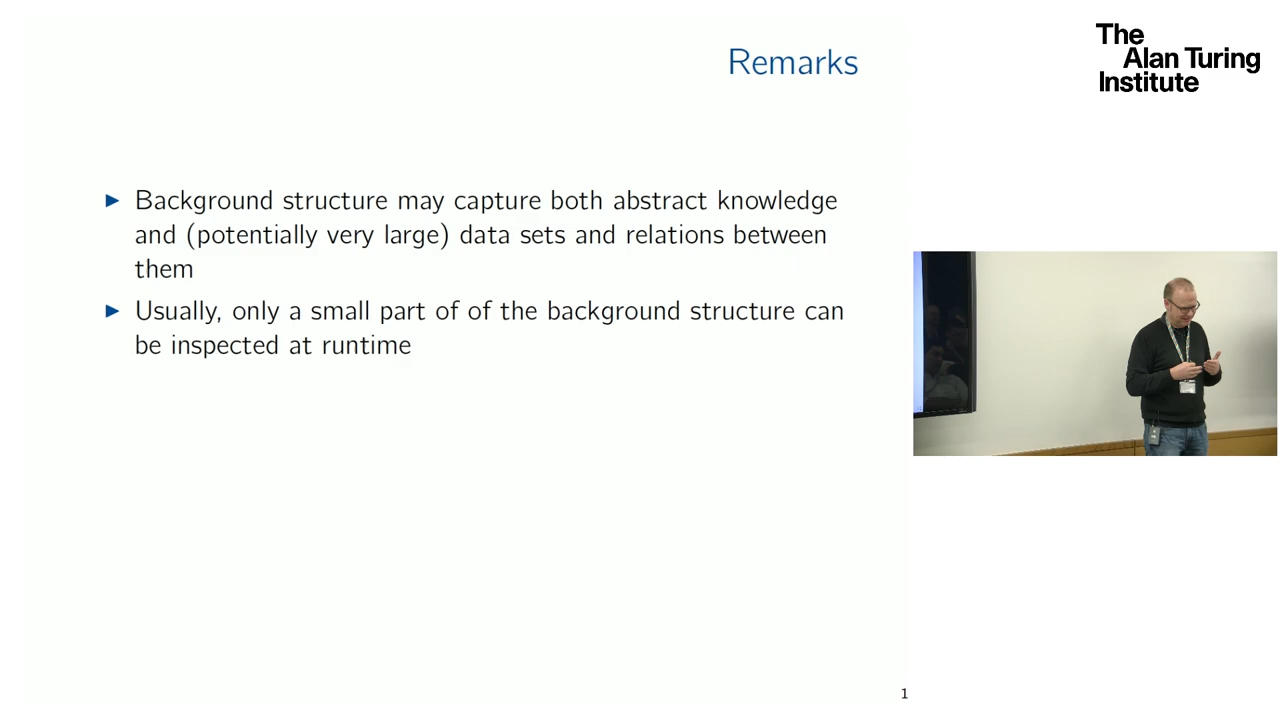 Remarks
The
Alan Turing
Institute
Background structure may capture both abstract knowledge
and (potentially very large) data sets and relations between
them
Usually, only a small part of of the background structure can
be inspected at runtime
1